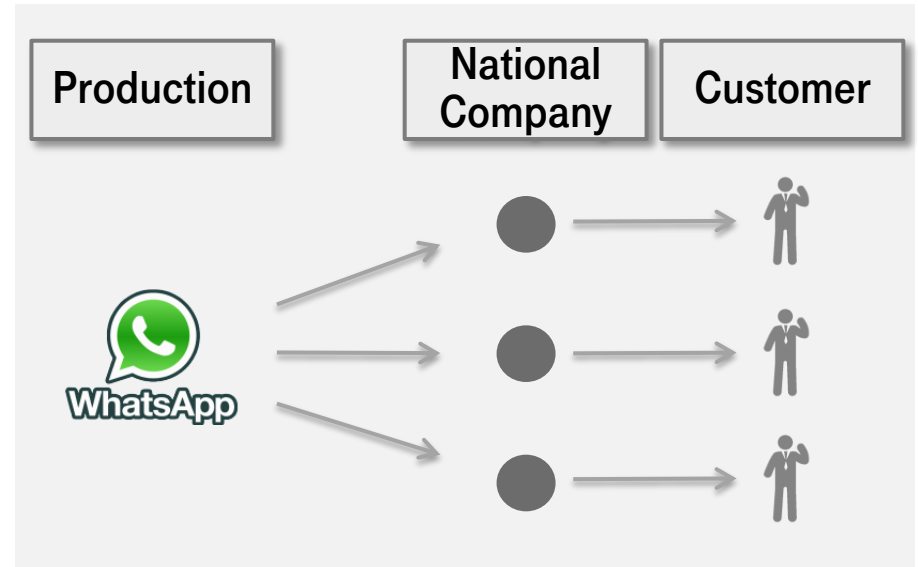 Production
National
Company
Customer
WhatsApp